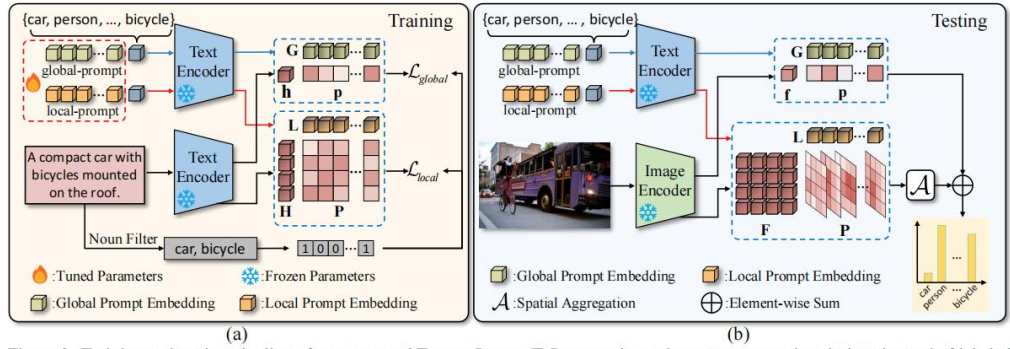 {car, person, ..., bicycle}
Training
global-prompt
local-prompt
Text
Encoder
G
h
p
ℒglobal
L
H
P
ℒlocal
A compact car with
bicycles mounted
on the roof.
Text
Encoder
Noun Filter
car, bicycle
1 0 0 ... 1
:Tuned Parameters
:Frozen Parameters
:Global Prompt Embedding
:Local Prompt Embedding
(a)
{car, person, ... , bicycle}
Testing
global-prompt
local-prompt
Text
Encoder
G
f
p
L
Image
Encoder
F
P
𝒜
car
person
...
bicycle
:Global Prompt Embedding
:Local Prompt Embedding
𝒜 :Spatial Aggregation
:Element-wise Sum
(b)